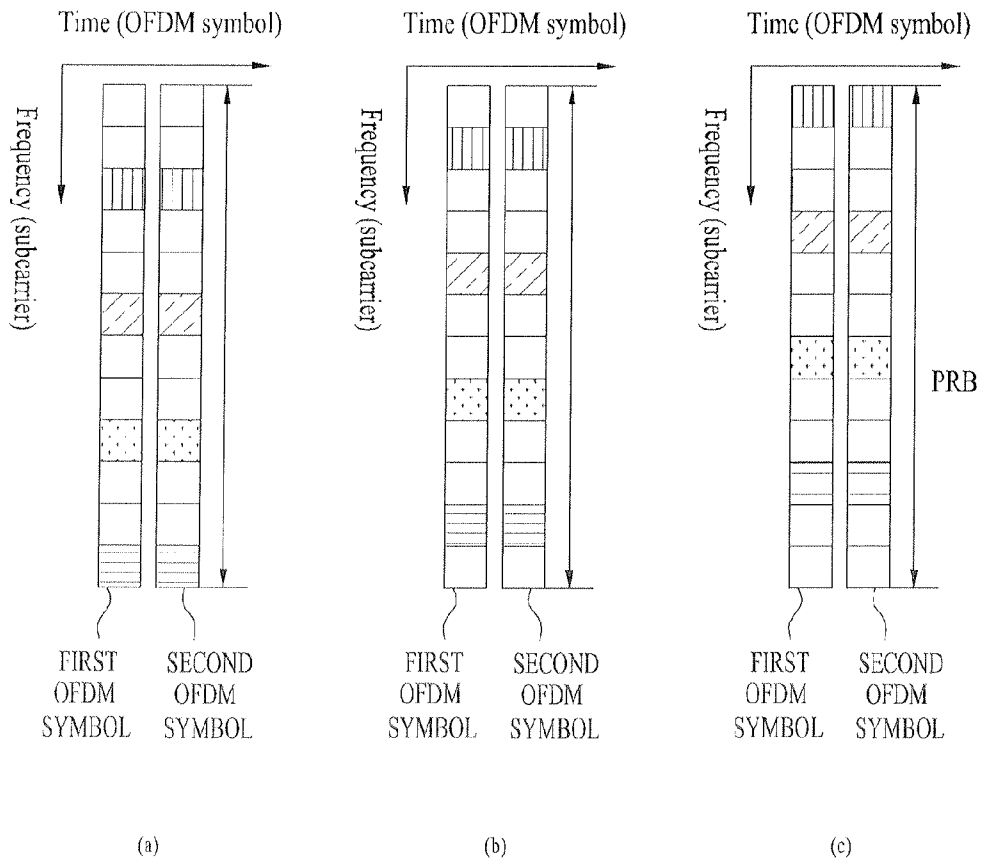 Time (OFDM symbol)
Frequency (subcarrier)
FIRST
OFDM
SYMBOL
SECOND
OFDM
SYMBOL
(a)
Time (OFDM symbol)
Frequency (subcarrier)
FIRST
OFDM
SYMBOL
SECOND
OFDM
SYMBOL
(b)
Time (OFDM symbol)
Frequency (subcarrier)
PRB
FIRST
OFDM
SYMBOL
SECOND
OFDM
SYMBOL
(c)